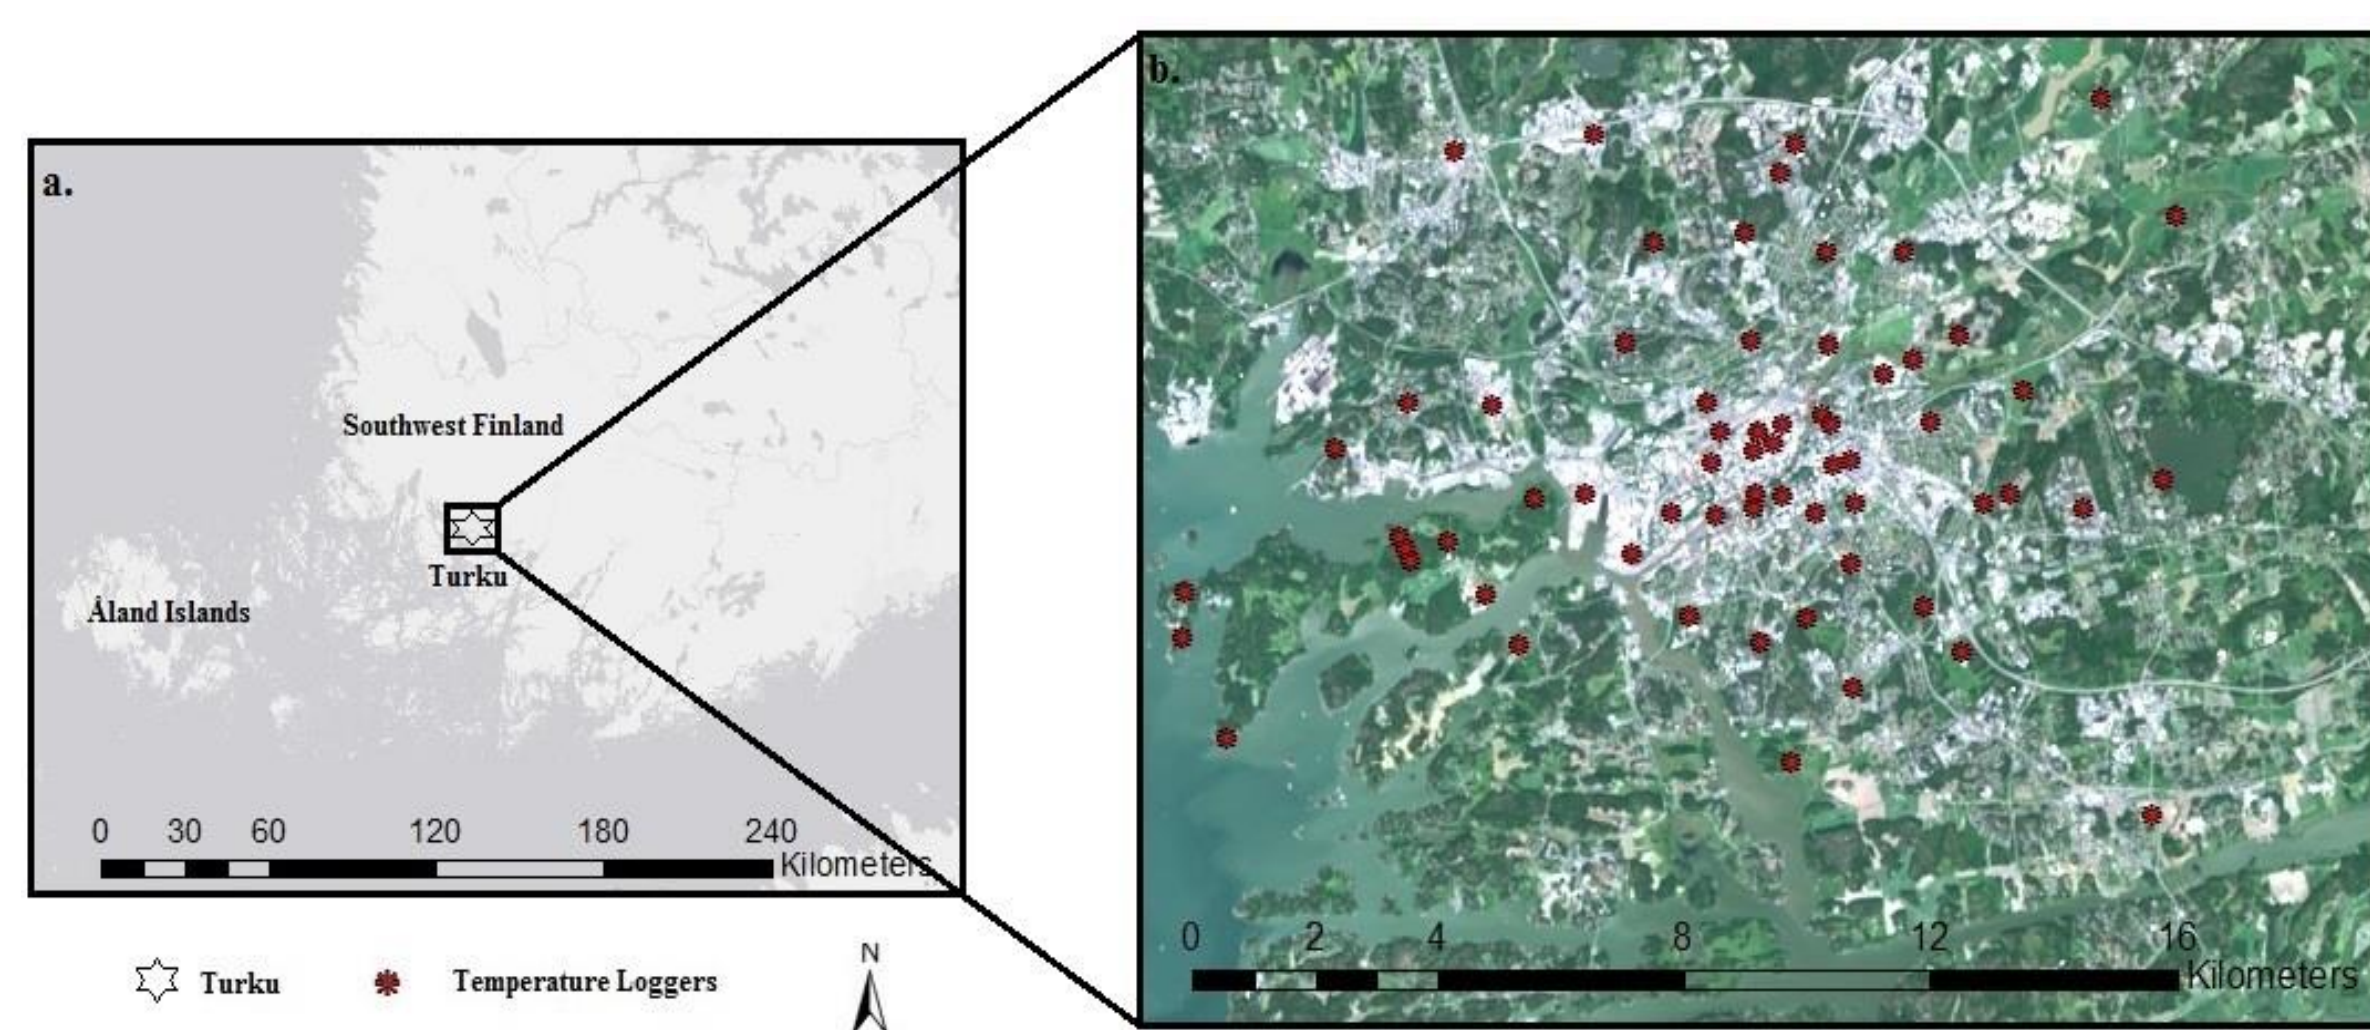 a.
Southwest Finland
Turku
Åland Islands
0 30 60 120 180 240
Kilometers
Turku
Temperature Loggers
N
b.
0 2 4 8 12 16
Kilometers